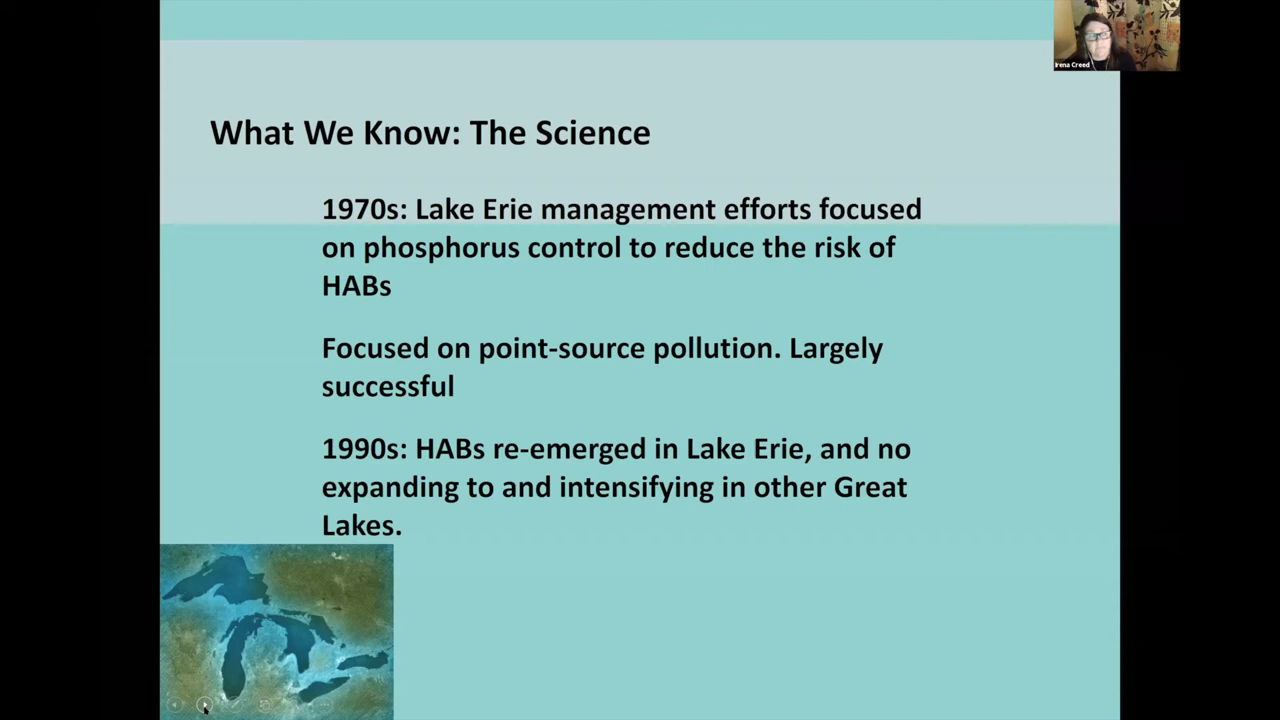 Irena Creed
What We Know: The Science
1970s: Lake Erie management efforts focused
on phosphorus control to reduce the risk of
HABs
Focused on point-source pollution. Largely
successful
1990s: HABs re-emerged in Lake Erie, and no
expanding to and intensifying in other Great
Lakes.